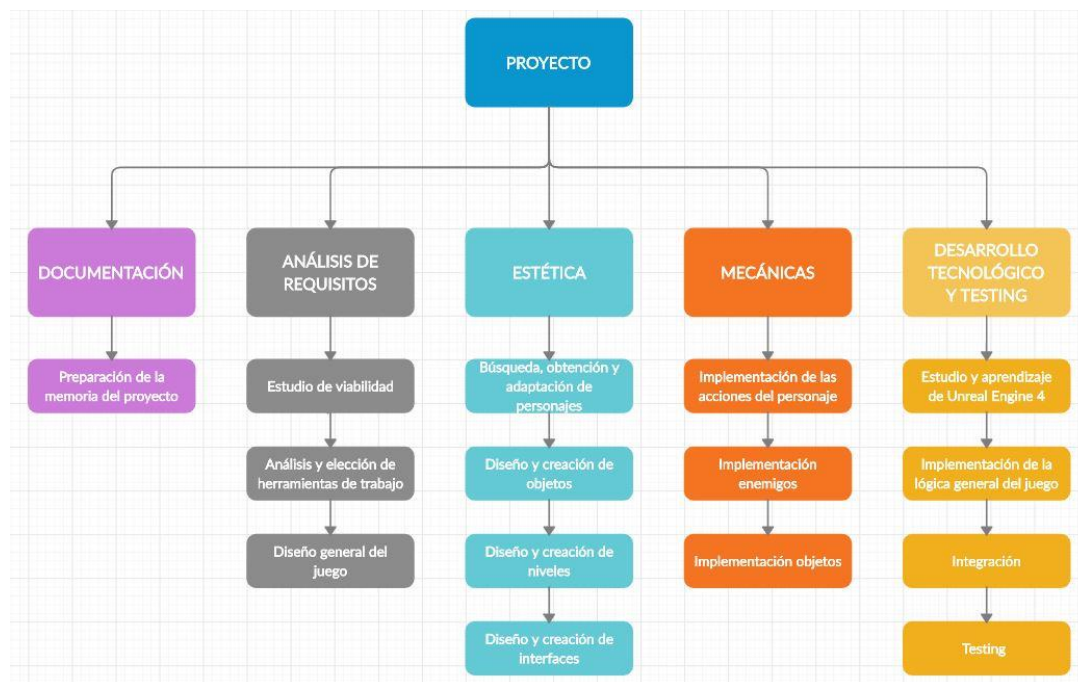 PROYECTO
DOCUMENTACIÓN
ANÁLISIS DE
REQUISITOS
ESTÉTICA
MECÁNICAS
DESARROLLO
TECNOLÓGICO
Y TESTING
Preparación de la
memoria del proyecto
Estudio de viabilidad
Búsqueda, obtención y
adaptación de
personajes
Implementación de las
acciones del personaje
Estudio y aprendizaje
de Unreal Engine 4
Análisis y elección de
herramientas de trabajo
Diseño y creación de
objetos
Implementación
enemigos
Implementación de la
lógica general del juego
Diseño general del
juego
Diseño y creación de
niveles
Implementación objetos
Integración
Diseño y creación de
interfaces
Testing